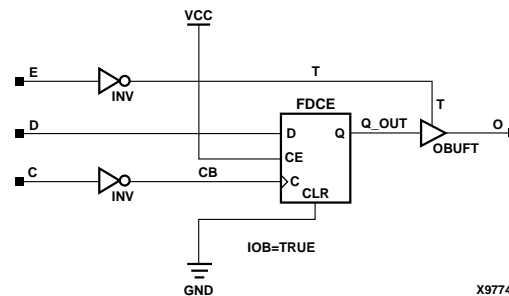 VCC
E
T
INV
FDCE
T
D
D
Q
Q_OUT
O
CE
OBUFT
C
CB
C
INV
CLR
IOB=TRUE
GND
X9774